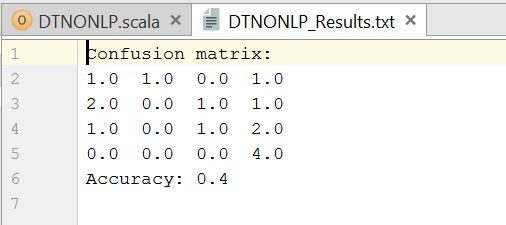 DTNONLP.scala DTNONLP_Results.txt
1 Confusion matrix:
2 1.0 1.0 0.0 1.0
3 2.0 0.0 1.0 1.0
4 1.0 0.0 1.0 2.0
5 0.0 0.0 0.0 4.0
6 Accuracy: 0.4
7